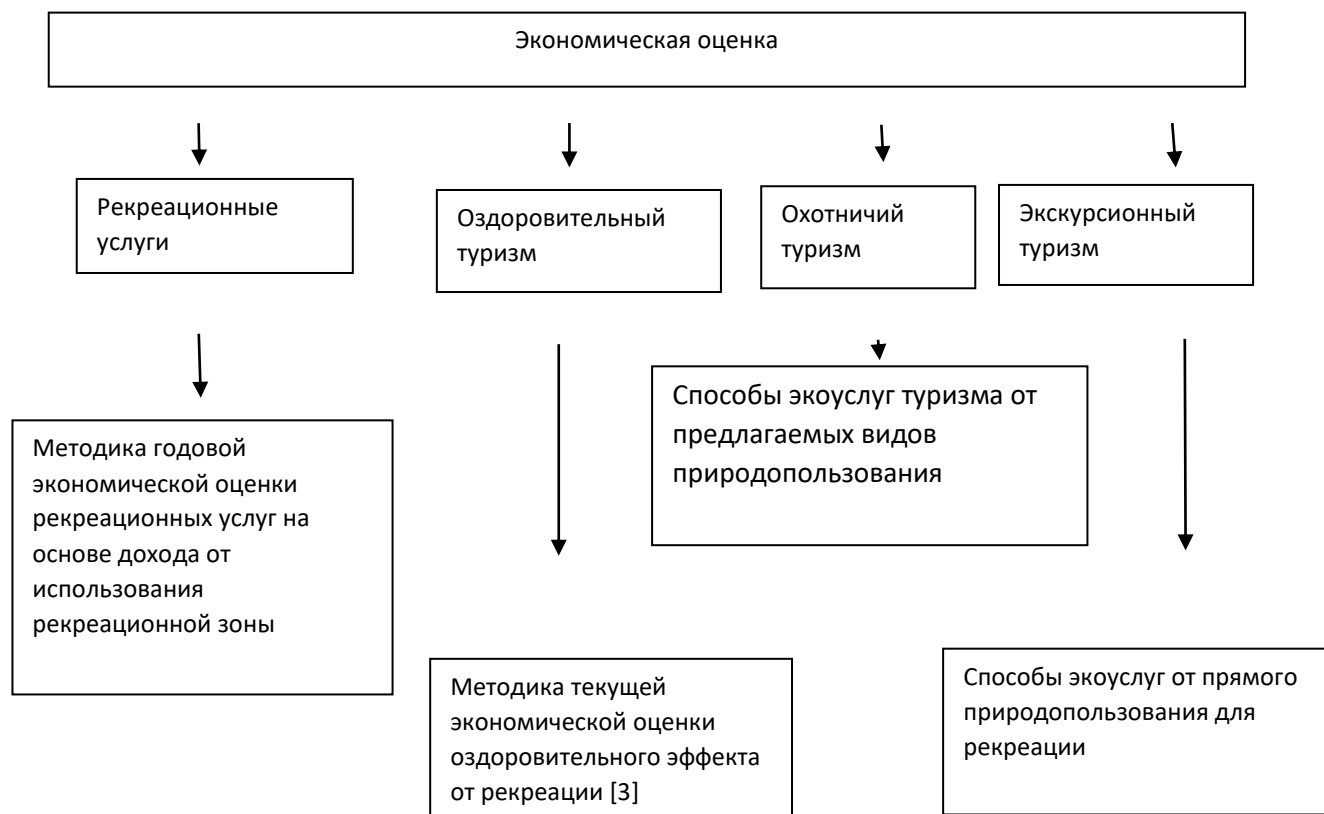 Экономическая оценка
Рекреационные
услуги
Оздоровительный
туризм
Охотничий
туризм
Экскурсионный
туризм
Методика годовой
экономической оценки
рекреационных услуг на
основе дохода от
использования
рекреационной зоны
Способы экоуслуг туризма от
предлагаемых видов
природопользования
Методика текущей
экономической оценки
оздоровительного эффекта
от рекреации [3]
Способы экоуслуг от прямого
природопользования для
рекреации